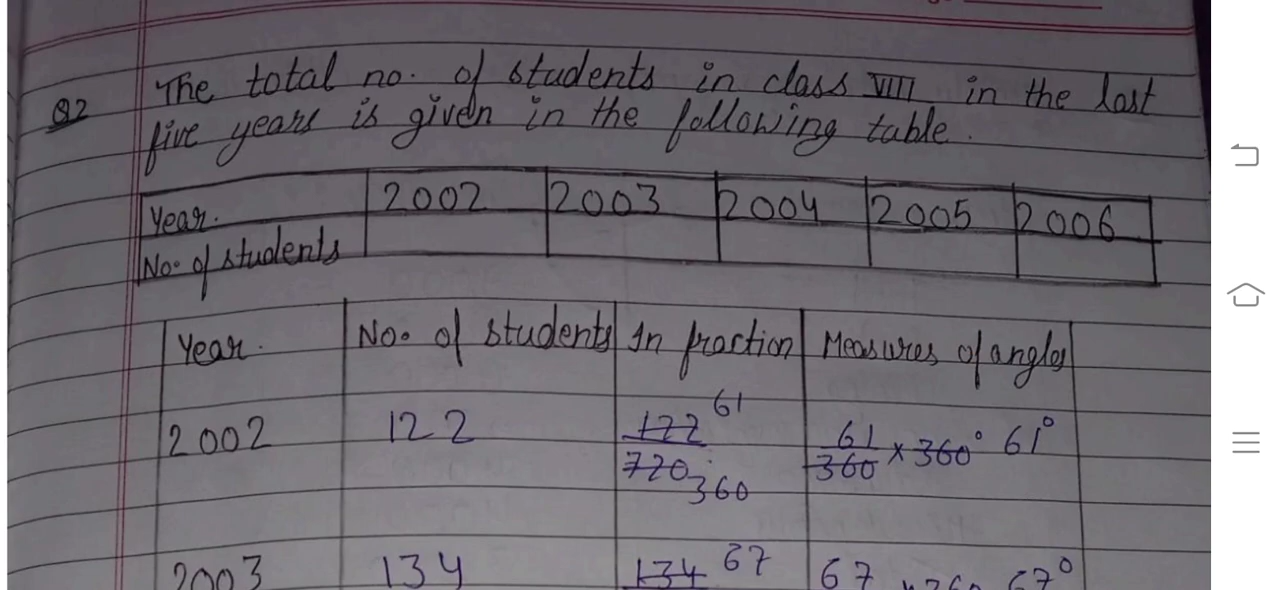 Q2 The total no. of students in class VIII in the last
five years is given in the following table.
Year. 2002 2003 2004 2005 2006
No. of students
Year. No. of students In fraction Measures of angles
2002 122 122 61 / 720 360 61/360 × 360° 61°
2003 134 134 67 67 × 360 67°